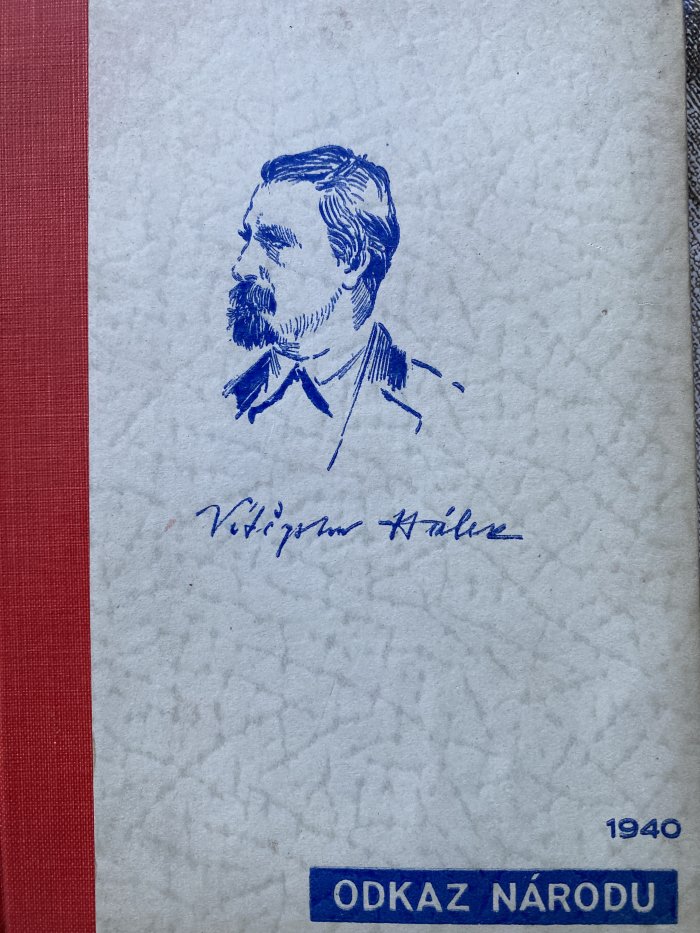 Vítězslav Hálek
1940
ODKAZ NÁRODU